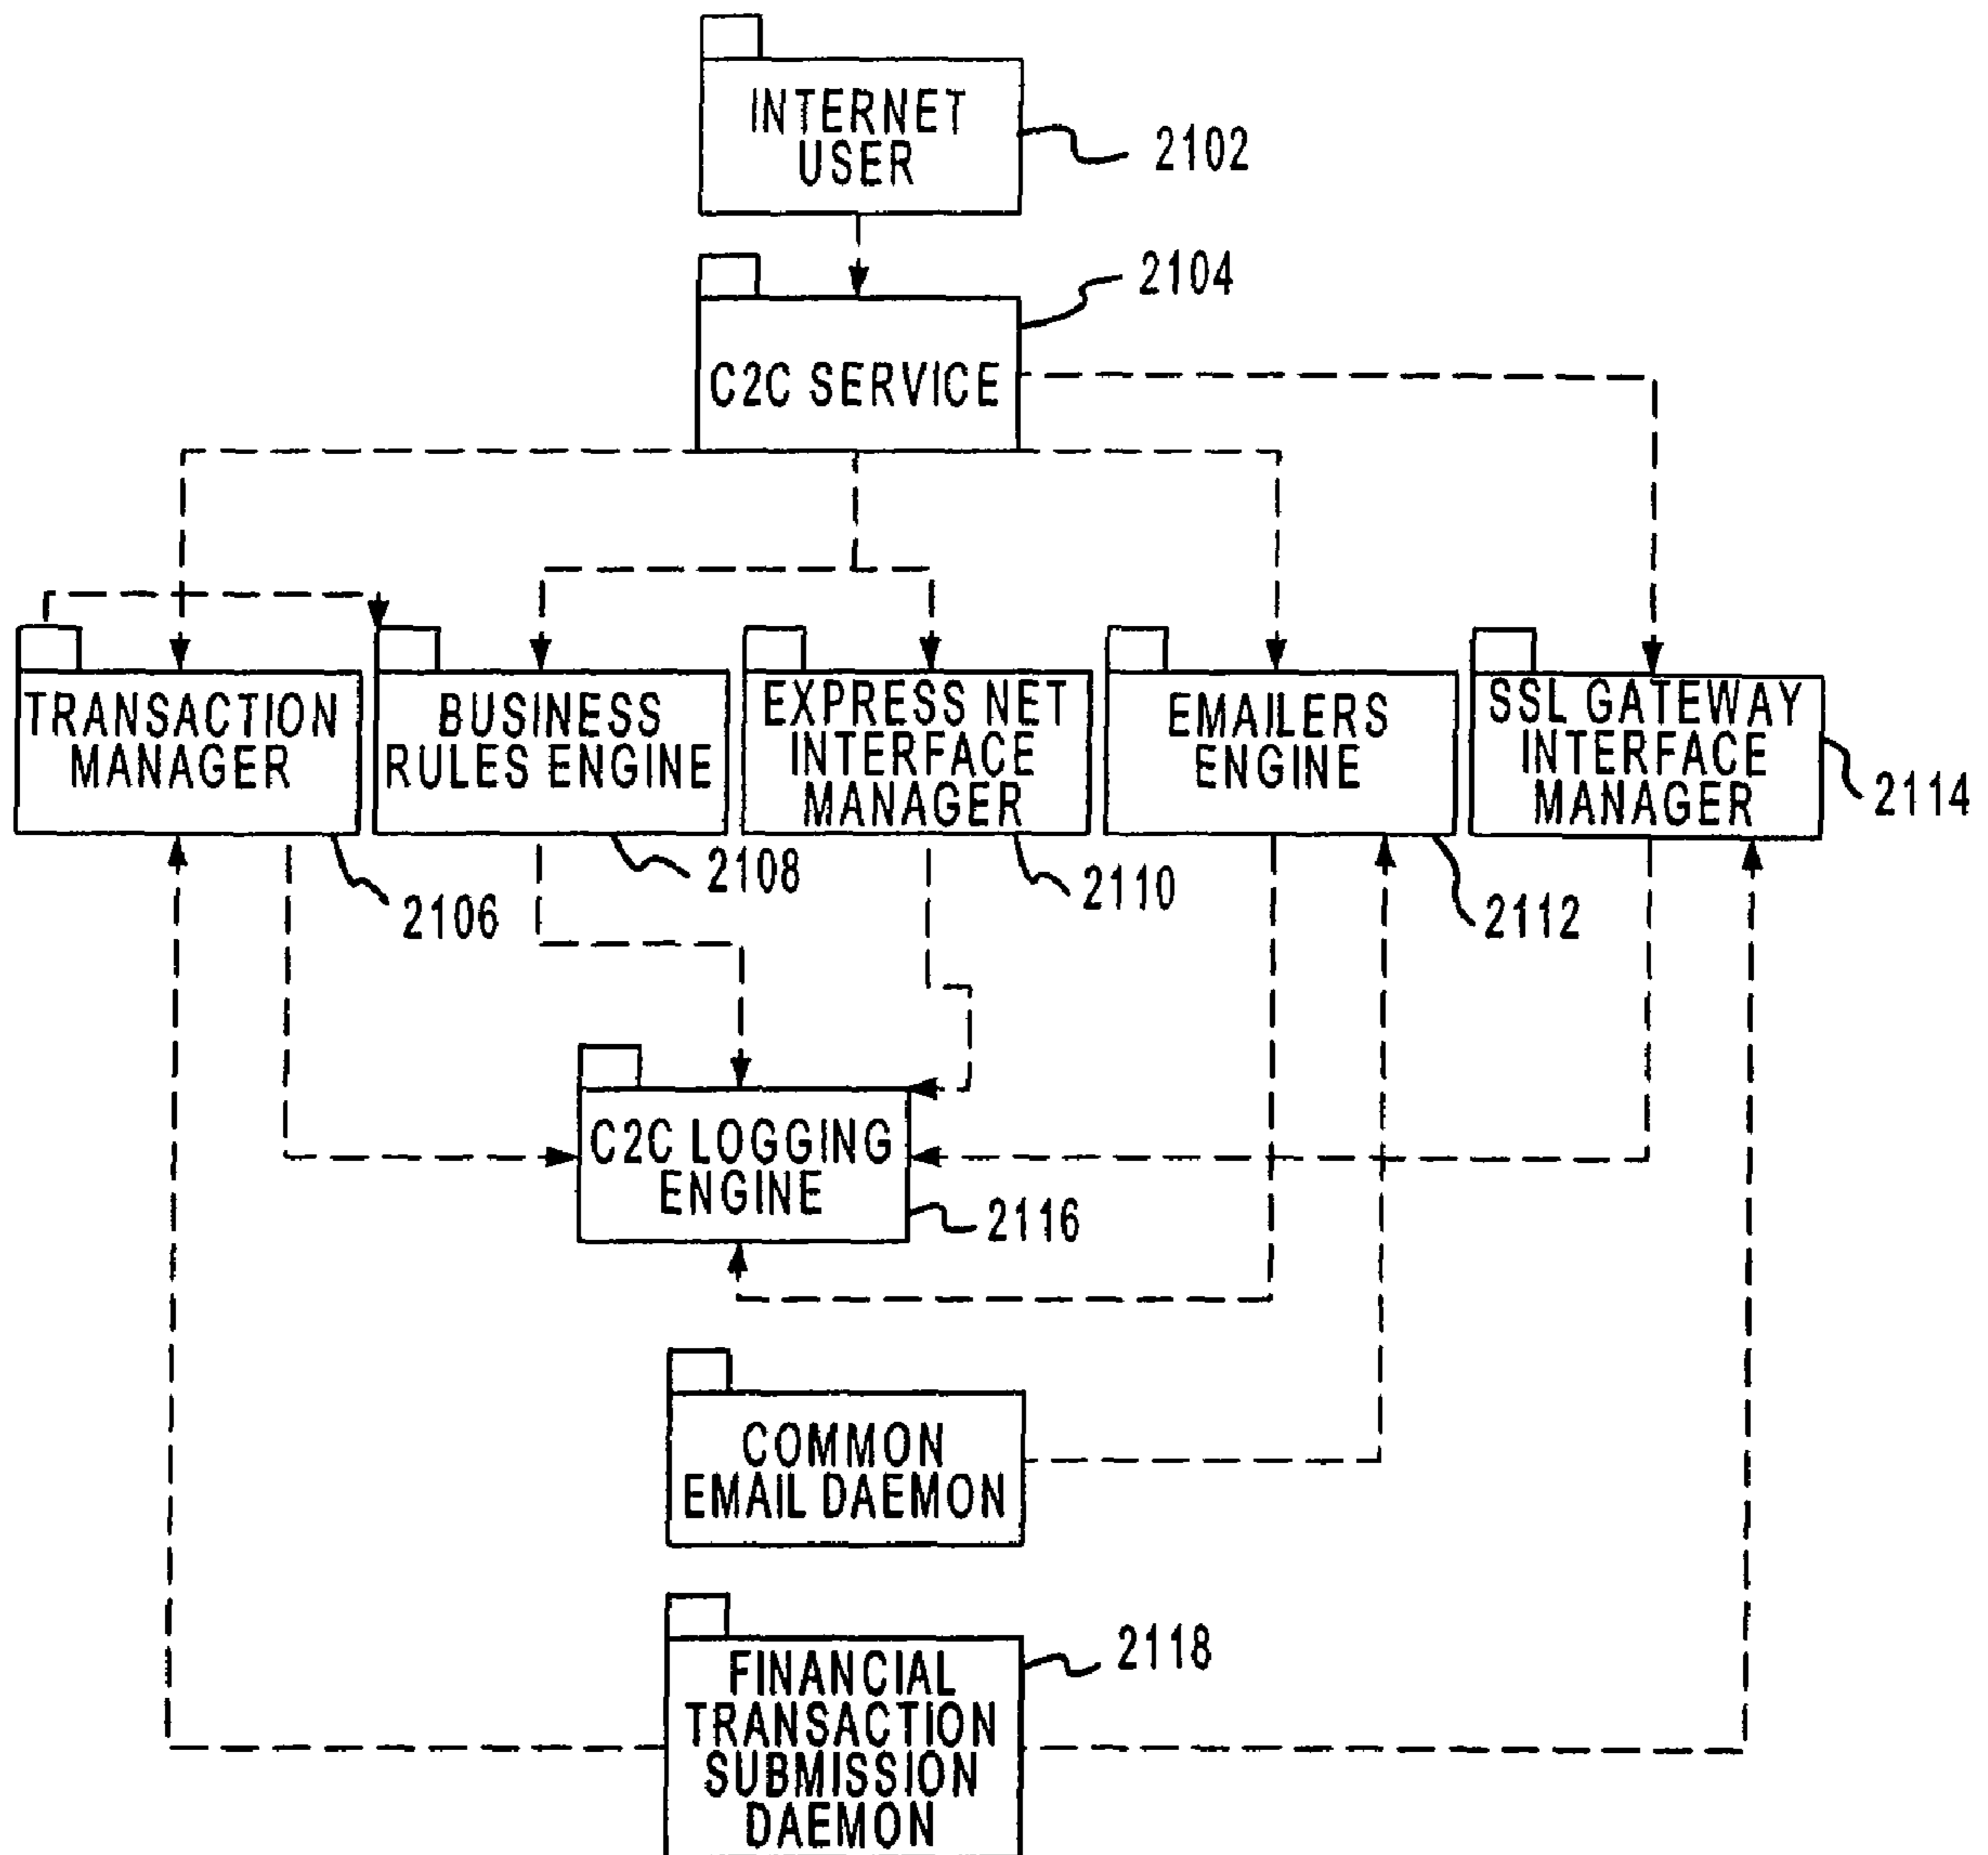 INTERNET
USER
2102
2104
C2C SERVICE
TRANSACTION
MANAGER
BUSINESS
RULES ENGINE
EXPRESS NET
INTERFACE
MANAGER
EMAILERS
ENGINE
SSL GATEWAY
INTERFACE
MANAGER
2114
2108
2110
2106
2112
C2C LOGGING
ENGINE
2116
COMMON
EMAIL DAEMON
2118
FINANCIAL
TRANSACTION
SUBMISSION
DAEMON